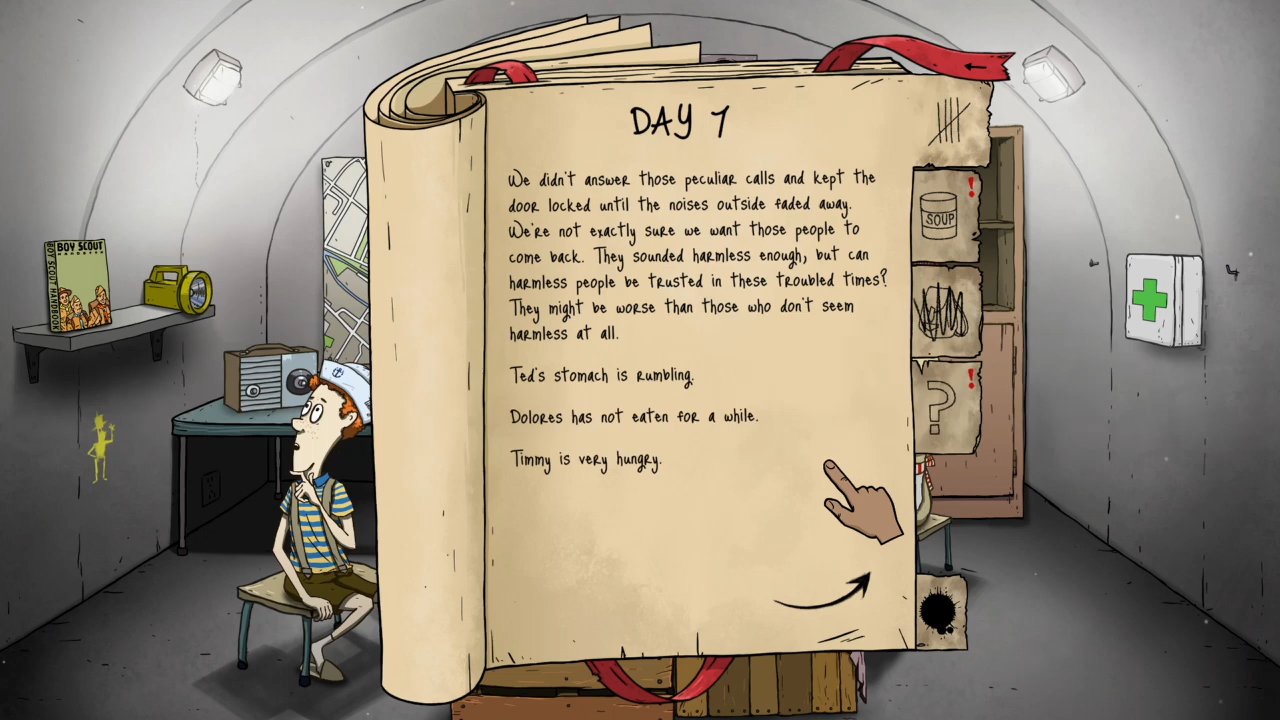 DAY 7
We didn't answer those peculiar calls and kept the
door locked until the noises outside faded away.
We're not exactly sure we want those people to
come back. They sounded harmless enough, but can
harmless people be trusted in these troubled times?
They might be worse than those who don't seem
harmless at all.
Ted's stomach is rumbling.
Dolores has not eaten for a while.
Timmy is very hungry.
!
SOUP
!
?
BOY SCOUT
HANDBOOK
BOY SCOUT HANDBOOK